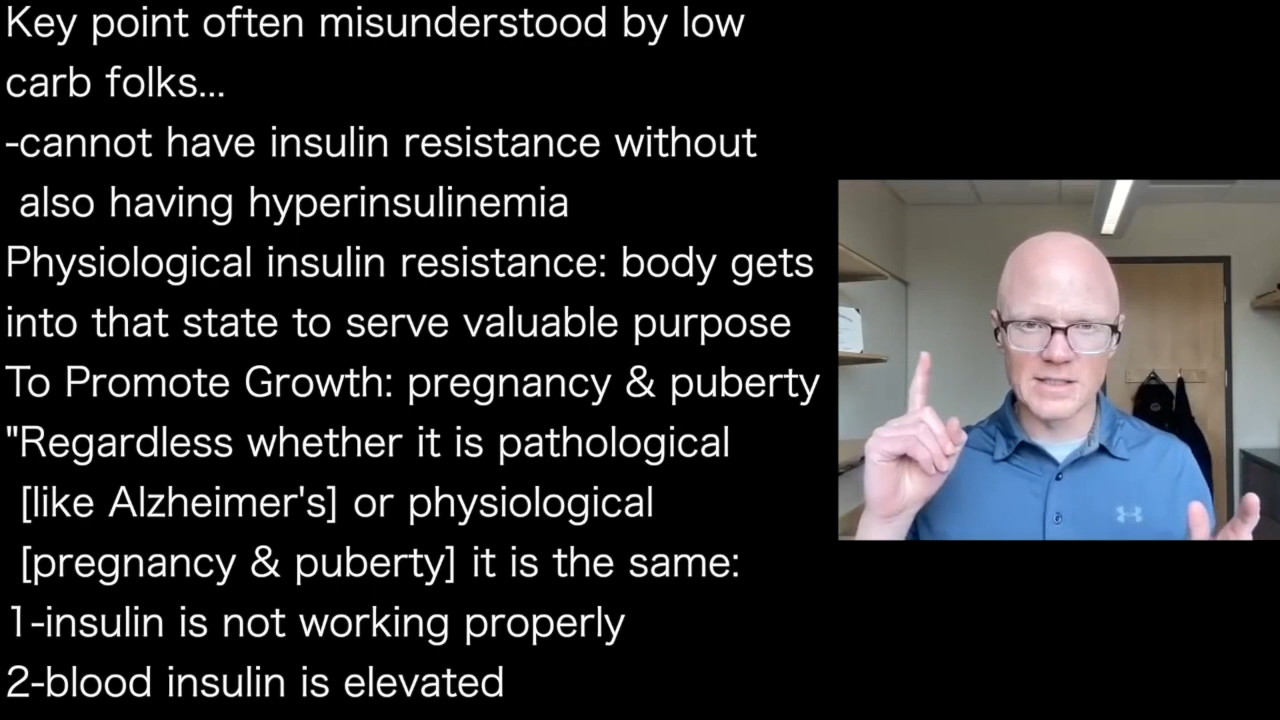 Key point often misunderstood by low
carb folks...
-cannot have insulin resistance without
also having hyperinsulinemia
Physiological insulin resistance: body gets
into that state to serve valuable purpose
To Promote Growth: pregnancy & puberty
"Regardless whether it is pathological
[like Alzheimer's] or physiological
[pregnancy & puberty] it is the same:
1-insulin is not working properly
2-blood insulin is elevated